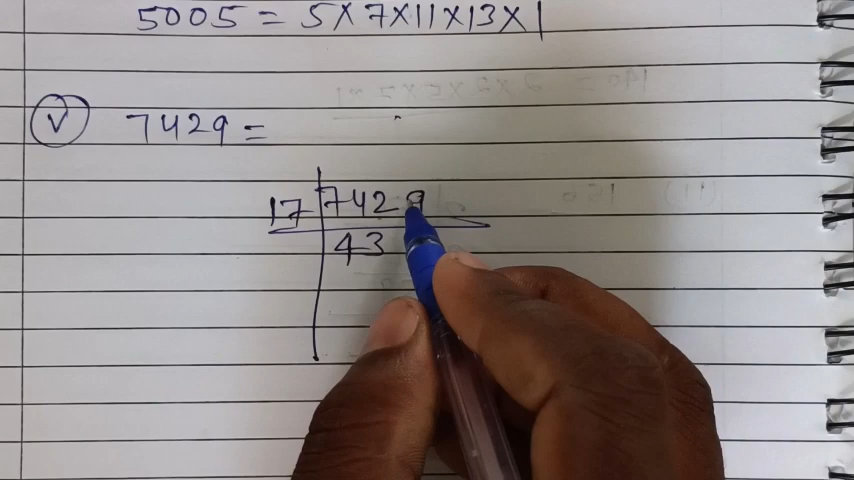 5005 = 5×7×11×13×1
V 7429 =
17 7429
43